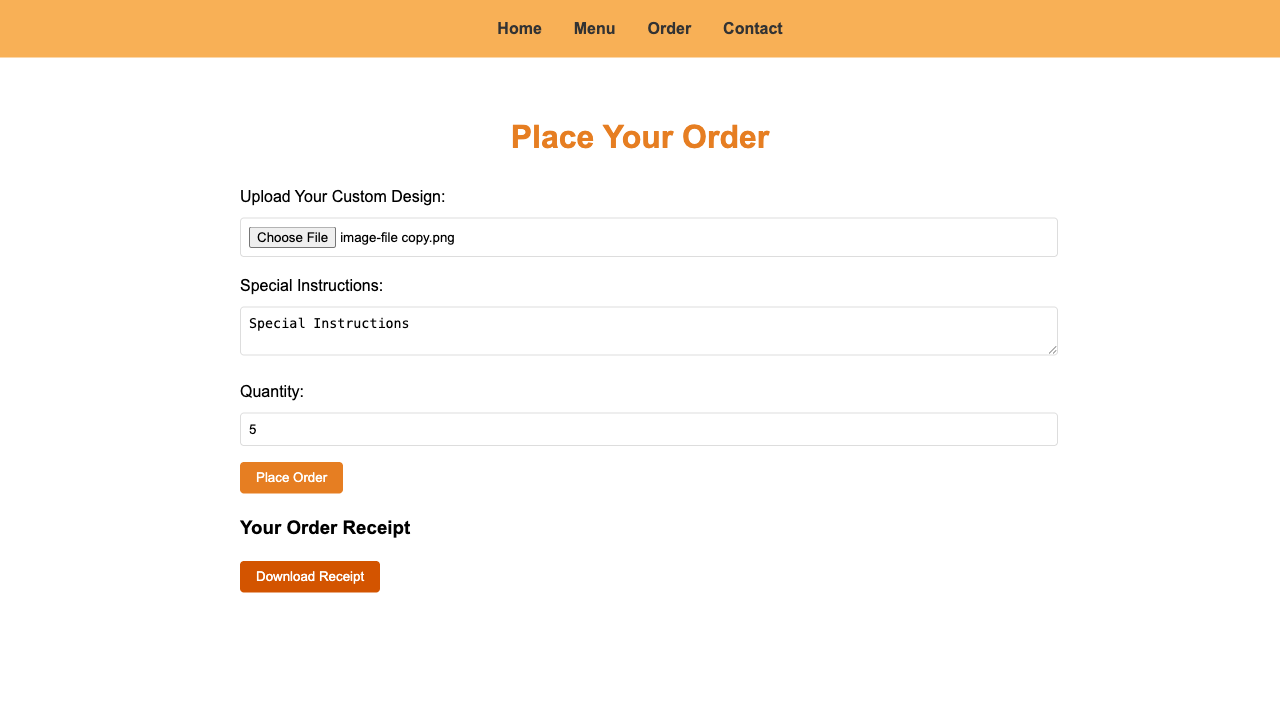 Home Menu Order Contact
Place Your Order
Upload Your Custom Design:
Choose File image-file copy.png
Special Instructions:
Special Instructions
Quantity:
5
Place Order
Your Order Receipt
Download Receipt